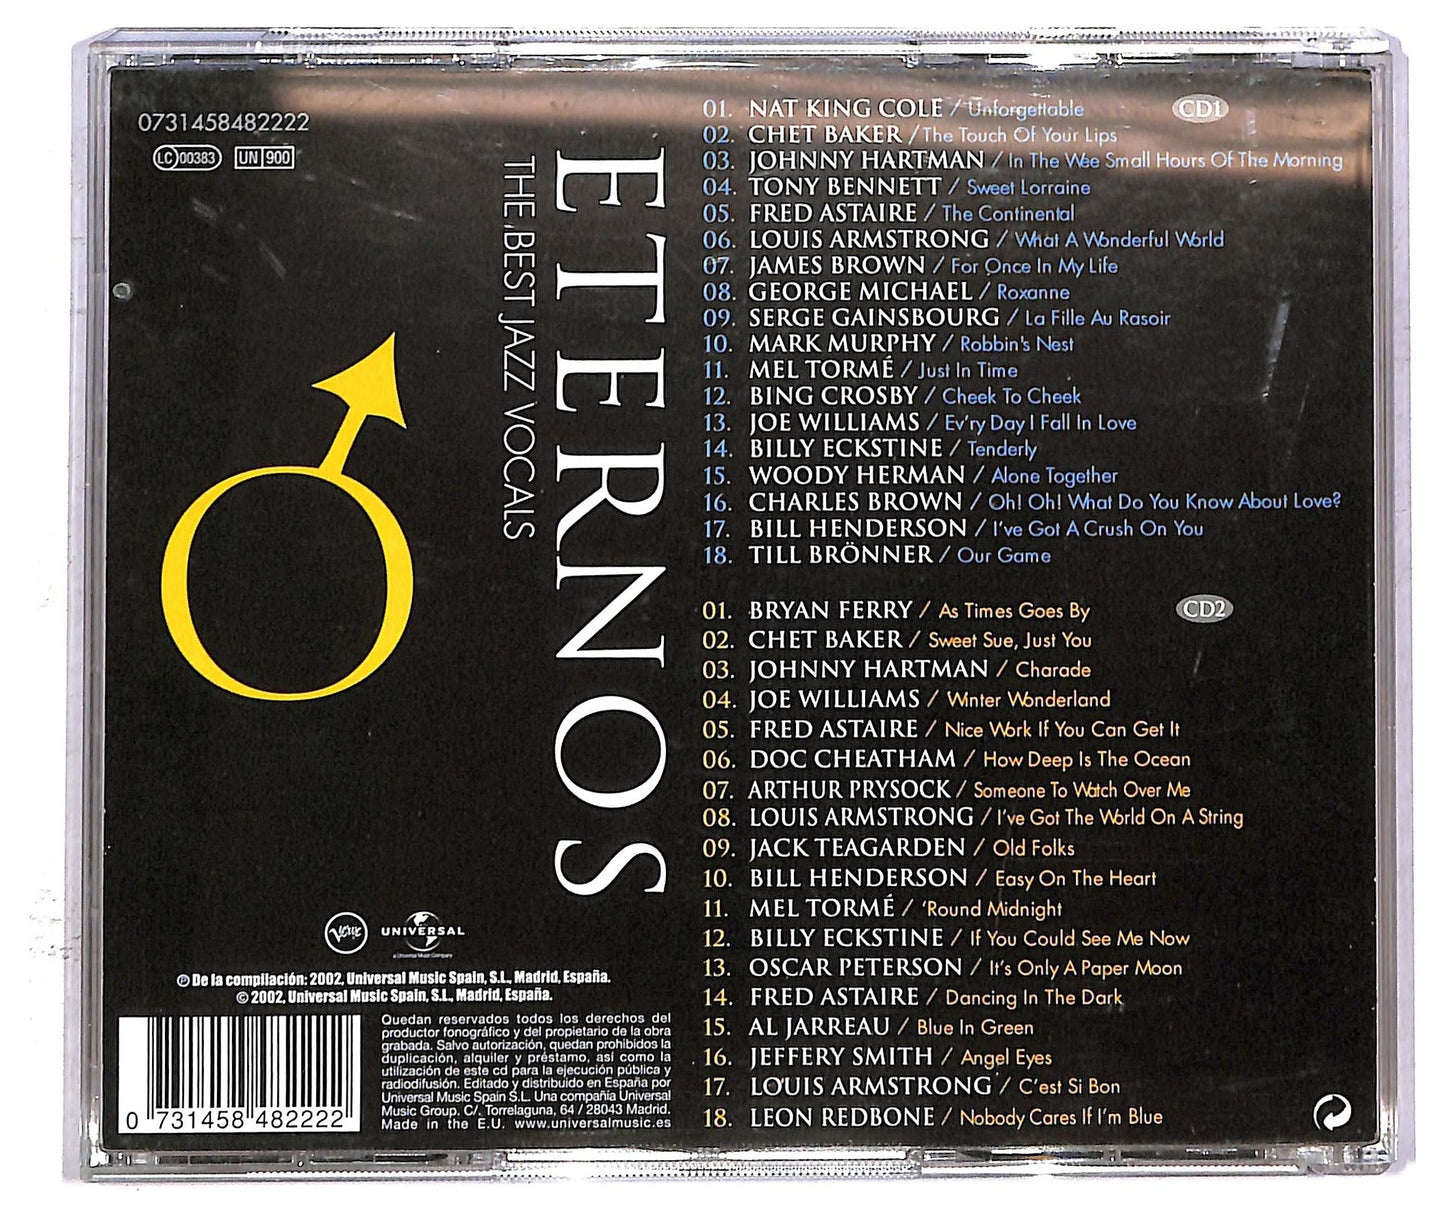 0731458482222
LC 00383 UN 900
ETERNOS
THE BEST JAZZ VOCALS
CD1
01. NAT KING COLE / Unforgettable
02. CHET BAKER / The Touch Of Your Lips
03. JOHNNY HARTMAN / In The Wee Small Hours Of The Morning
04. TONY BENNETT / Sweet Lorraine
05. FRED ASTAIRE / The Continental
06. LOUIS ARMSTRONG / What A Wonderful World
07. JAMES BROWN / For Once In My Life
08. GEORGE MICHAEL / Roxanne
09. SERGE GAINSBOURG / La Fille Au Rasoir
10. MARK MURPHY / Robbin's Nest
11. MEL TORMÉ / Just In Time
12. BING CROSBY / Cheek To Cheek
13. JOE WILLIAMS / Ev'ry Day I Fall In Love
14. BILLY ECKSTINE / Tenderly
15. WOODY HERMAN / Alone Together
16. CHARLES BROWN / Oh! Oh! What Do You Know About Love?
17. BILL HENDERSON / I've Got A Crush On You
18. TILL BRÖNNER / Our Game
CD2
01. BRYAN FERRY / As Times Goes By
02. CHET BAKER / Sweet Sue, Just You
03. JOHNNY HARTMAN / Charade
04. JOE WILLIAMS / Winter Wonderland
05. FRED ASTAIRE / Nice Work If You Can Get It
06. DOC CHEATHAM / How Deep Is The Ocean
07. ARTHUR PRYSOCK / Someone To Watch Over Me
08. LOUIS ARMSTRONG / I've Got The World On A String
09. JACK TEAGARDEN / Old Folks
10. BILL HENDERSON / Easy On The Heart
11. MEL TORMÉ / 'Round Midnight
12. BILLY ECKSTINE / If You Could See Me Now
13. OSCAR PETERSON / It's Only A Paper Moon
14. FRED ASTAIRE / Dancing In The Dark
15. AL JARREAU / Blue In Green
16. JEFFERY SMITH / Angel Eyes
17. LOUIS ARMSTRONG / C'est Si Bon
18. LEON REDBONE / Nobody Cares If I'm Blue
Verve UNIVERSAL
a Universal Music Company
℗ De la compilación: 2002, Universal Music Spain, S.L., Madrid, España.
© 2002, Universal Music Spain, S.L., Madrid, España.
Quedan reservados todos los derechos del
productor fonográfico y del propietario de la obra
grabada. Salvo autorización, quedan prohibidos la
duplicación, alquiler y préstamo, así como la
utilización de este cd para la ejecución pública y
radiodifusión. Editado y distribuido en España por
Universal Music Spain S.L. Una compañía Universal
Music Group. C/. Torrelaguna, 64 / 28043 Madrid.
Made in the E.U. www.universalmusic.es
0 731458 482222